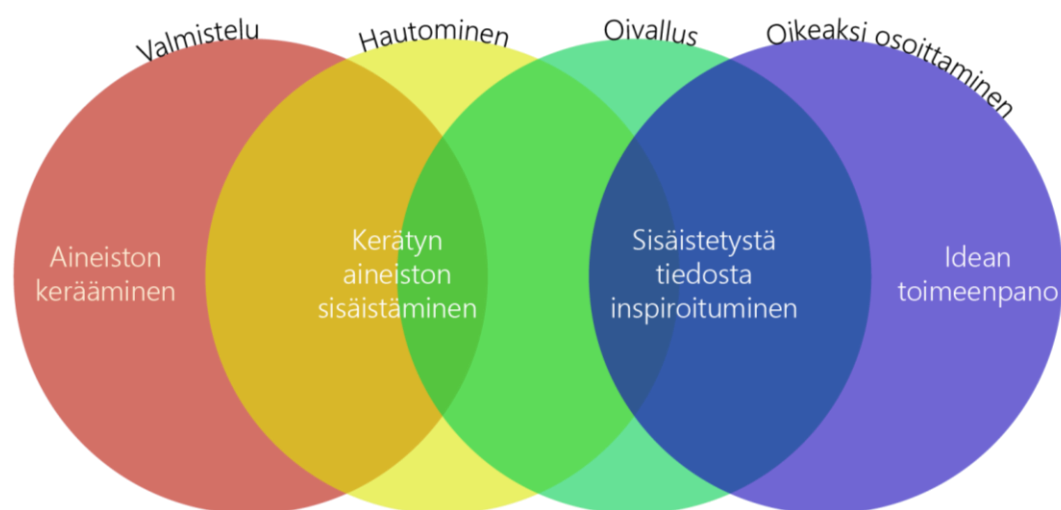 Valmistelu
Hautominen
Oivallus
Oikeaksi osoittaminen
Aineiston
kerääminen
Kerätyn
aineiston
sisäistäminen
Sisäistetystä
tiedosta
inspiroituminen
Idean
toimeenpano